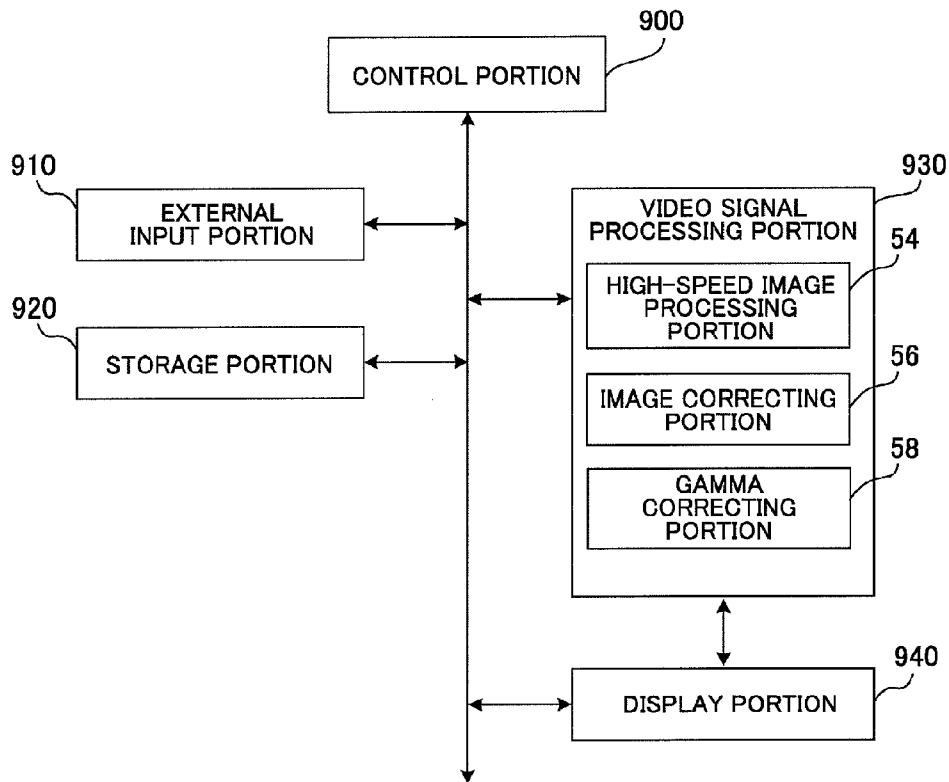 900
CONTROL PORTION
910
EXTERNAL
INPUT PORTION
920
STORAGE PORTION
930
VIDEO SIGNAL
PROCESSING PORTION
54
HIGH-SPEED IMAGE
PROCESSING
PORTION
56
IMAGE CORRECTING
PORTION
58
GAMMA
CORRECTING
PORTION
940
DISPLAY PORTION